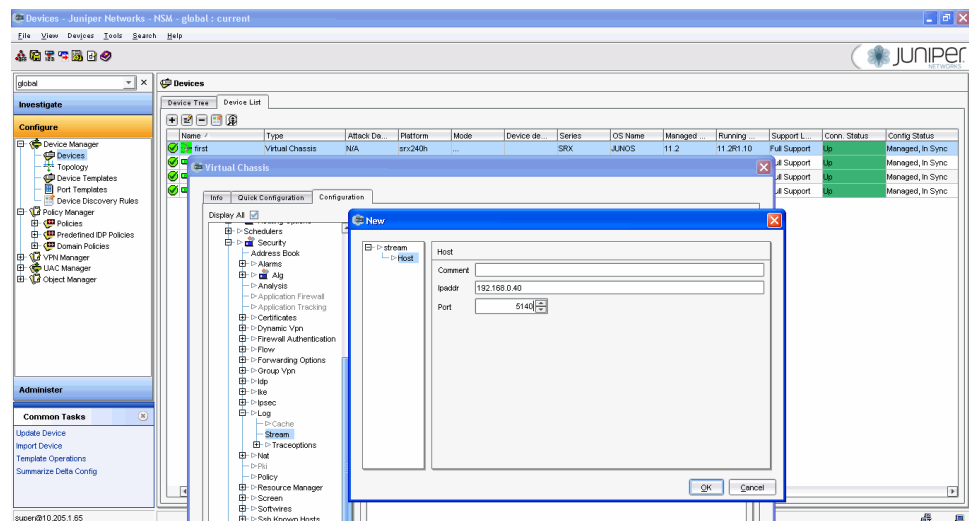 Devices - Juniper Networks - NSM - global : current
File View Devices Tools Search Help
JUNIPER
NETWORKS
global
Devices
Investigate
Device Tree Device List
Configure
Name / Type Attack Da... Platform Mode Device de... Series OS Name Managed ... Running ... Support L... Conn. Status Config Status
first Virtual Chassis N/A srx240h ... SRX JUNOS 11.2 11.2R1.10 Full Support Up Managed, In Sync
Full Support Up Managed, In Sync
ull Support Up Managed, In Sync
ull Support Up Managed, In Sync
Device Manager
Devices
Topology
Device Templates
Port Templates
Device Discovery Rules
Policy Manager
Policies
Predefined IDP Policies
Domain Policies
VPN Manager
UAC Manager
Object Manager
Administer
Common Tasks
Update Device
Import Device
Template Operations
Summarize Delta Config
super@10.205.1.65
Virtual Chassis
Info Quick Configuration Configuration
Display All
Schedulers
Security
Address Book
Alarms
Alg
Analysis
Application Firewall
Application Tracking
Certificates
Dynamic Vpn
Firewall Authentication
Flow
Forwarding Options
Group Vpn
Idp
Ike
Ipsec
Log
Cache
Stream
Traceoptions
Nat
Pki
Policy
Resource Manager
Screen
Softwires
Ssh Known Hosts
New
stream
Host
Host
Comment
Ipaddr 192.168.0.40
Port 5140
OK Cancel